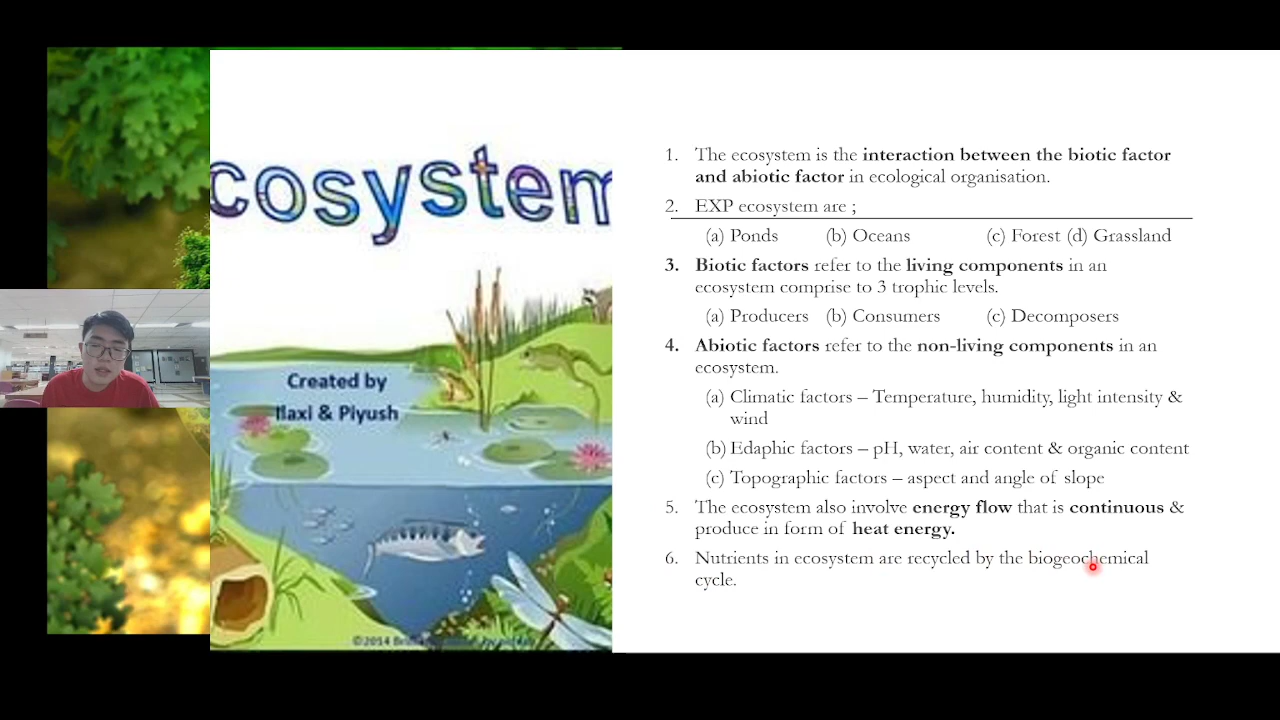 cosystem
Created by
Ilaxi & Piyush
©2014
1. The ecosystem is the interaction between the biotic factor
and abiotic factor in ecological organisation.
2. EXP ecosystem are ;
(a) Ponds (b) Oceans (c) Forest (d) Grassland
3. Biotic factors refer to the living components in an
ecosystem comprise to 3 trophic levels.
(a) Producers (b) Consumers (c) Decomposers
4. Abiotic factors refer to the non-living components in an
ecosystem.
(a) Climatic factors – Temperature, humidity, light intensity &
wind
(b) Edaphic factors – pH, water, air content & organic content
(c) Topographic factors – aspect and angle of slope
5. The ecosystem also involve energy flow that is continuous &
produce in form of heat energy.
6. Nutrients in ecosystem are recycled by the biogeochemical
cycle.